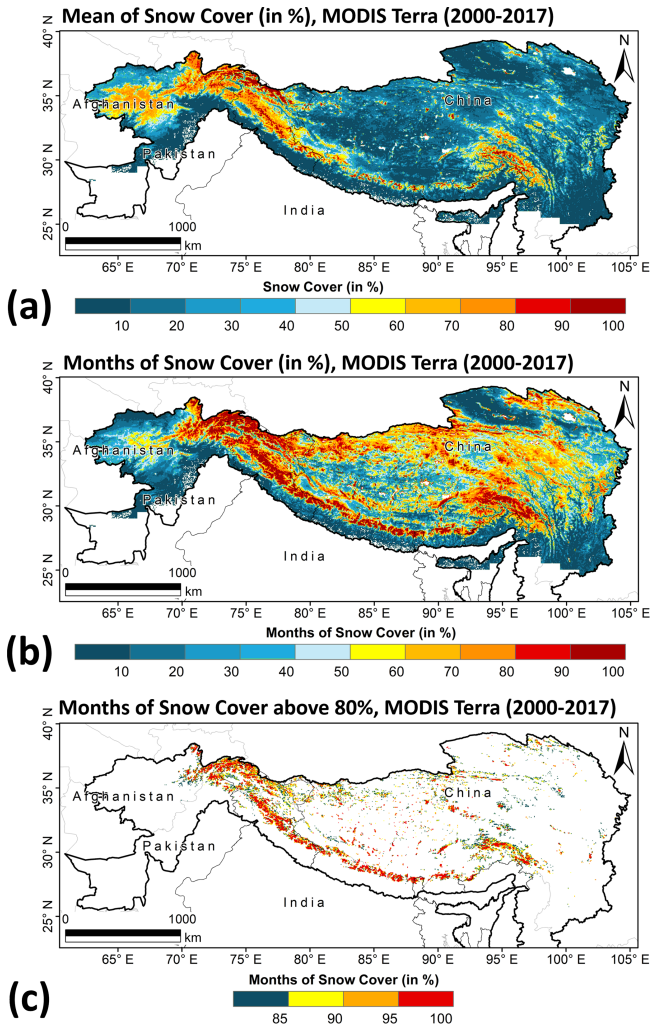 Mean of Snow Cover (in %), MODIS Terra (2000-2017)
40° N
35° N
30° N
25° N
N
Afghanistan
China
Pakistan
India
0 1000
km
65° E 70° E 75° E 80° E 85° E 90° E 95° E 100° E 105° E
Snow Cover (in %)
(a)
10 20 30 40 50 60 70 80 90 100
Months of Snow Cover (in %), MODIS Terra (2000-2017)
40° N
35° N
30° N
25° N
N
Afghanistan
China
Pakistan
India
0 1000
km
65° E 70° E 75° E 80° E 85° E 90° E 95° E 100° E 105° E
Months of Snow Cover (in %)
(b)
10 20 30 40 50 60 70 80 90 100
Months of Snow Cover above 80%, MODIS Terra (2000-2017)
40° N
35° N
30° N
25° N
N
Afghanistan
China
Pakistan
India
0 1000
km
65° E 70° E 75° E 80° E 85° E 90° E 95° E 100° E 105° E
Months of Snow Cover (in %)
(c)
85 90 95 100